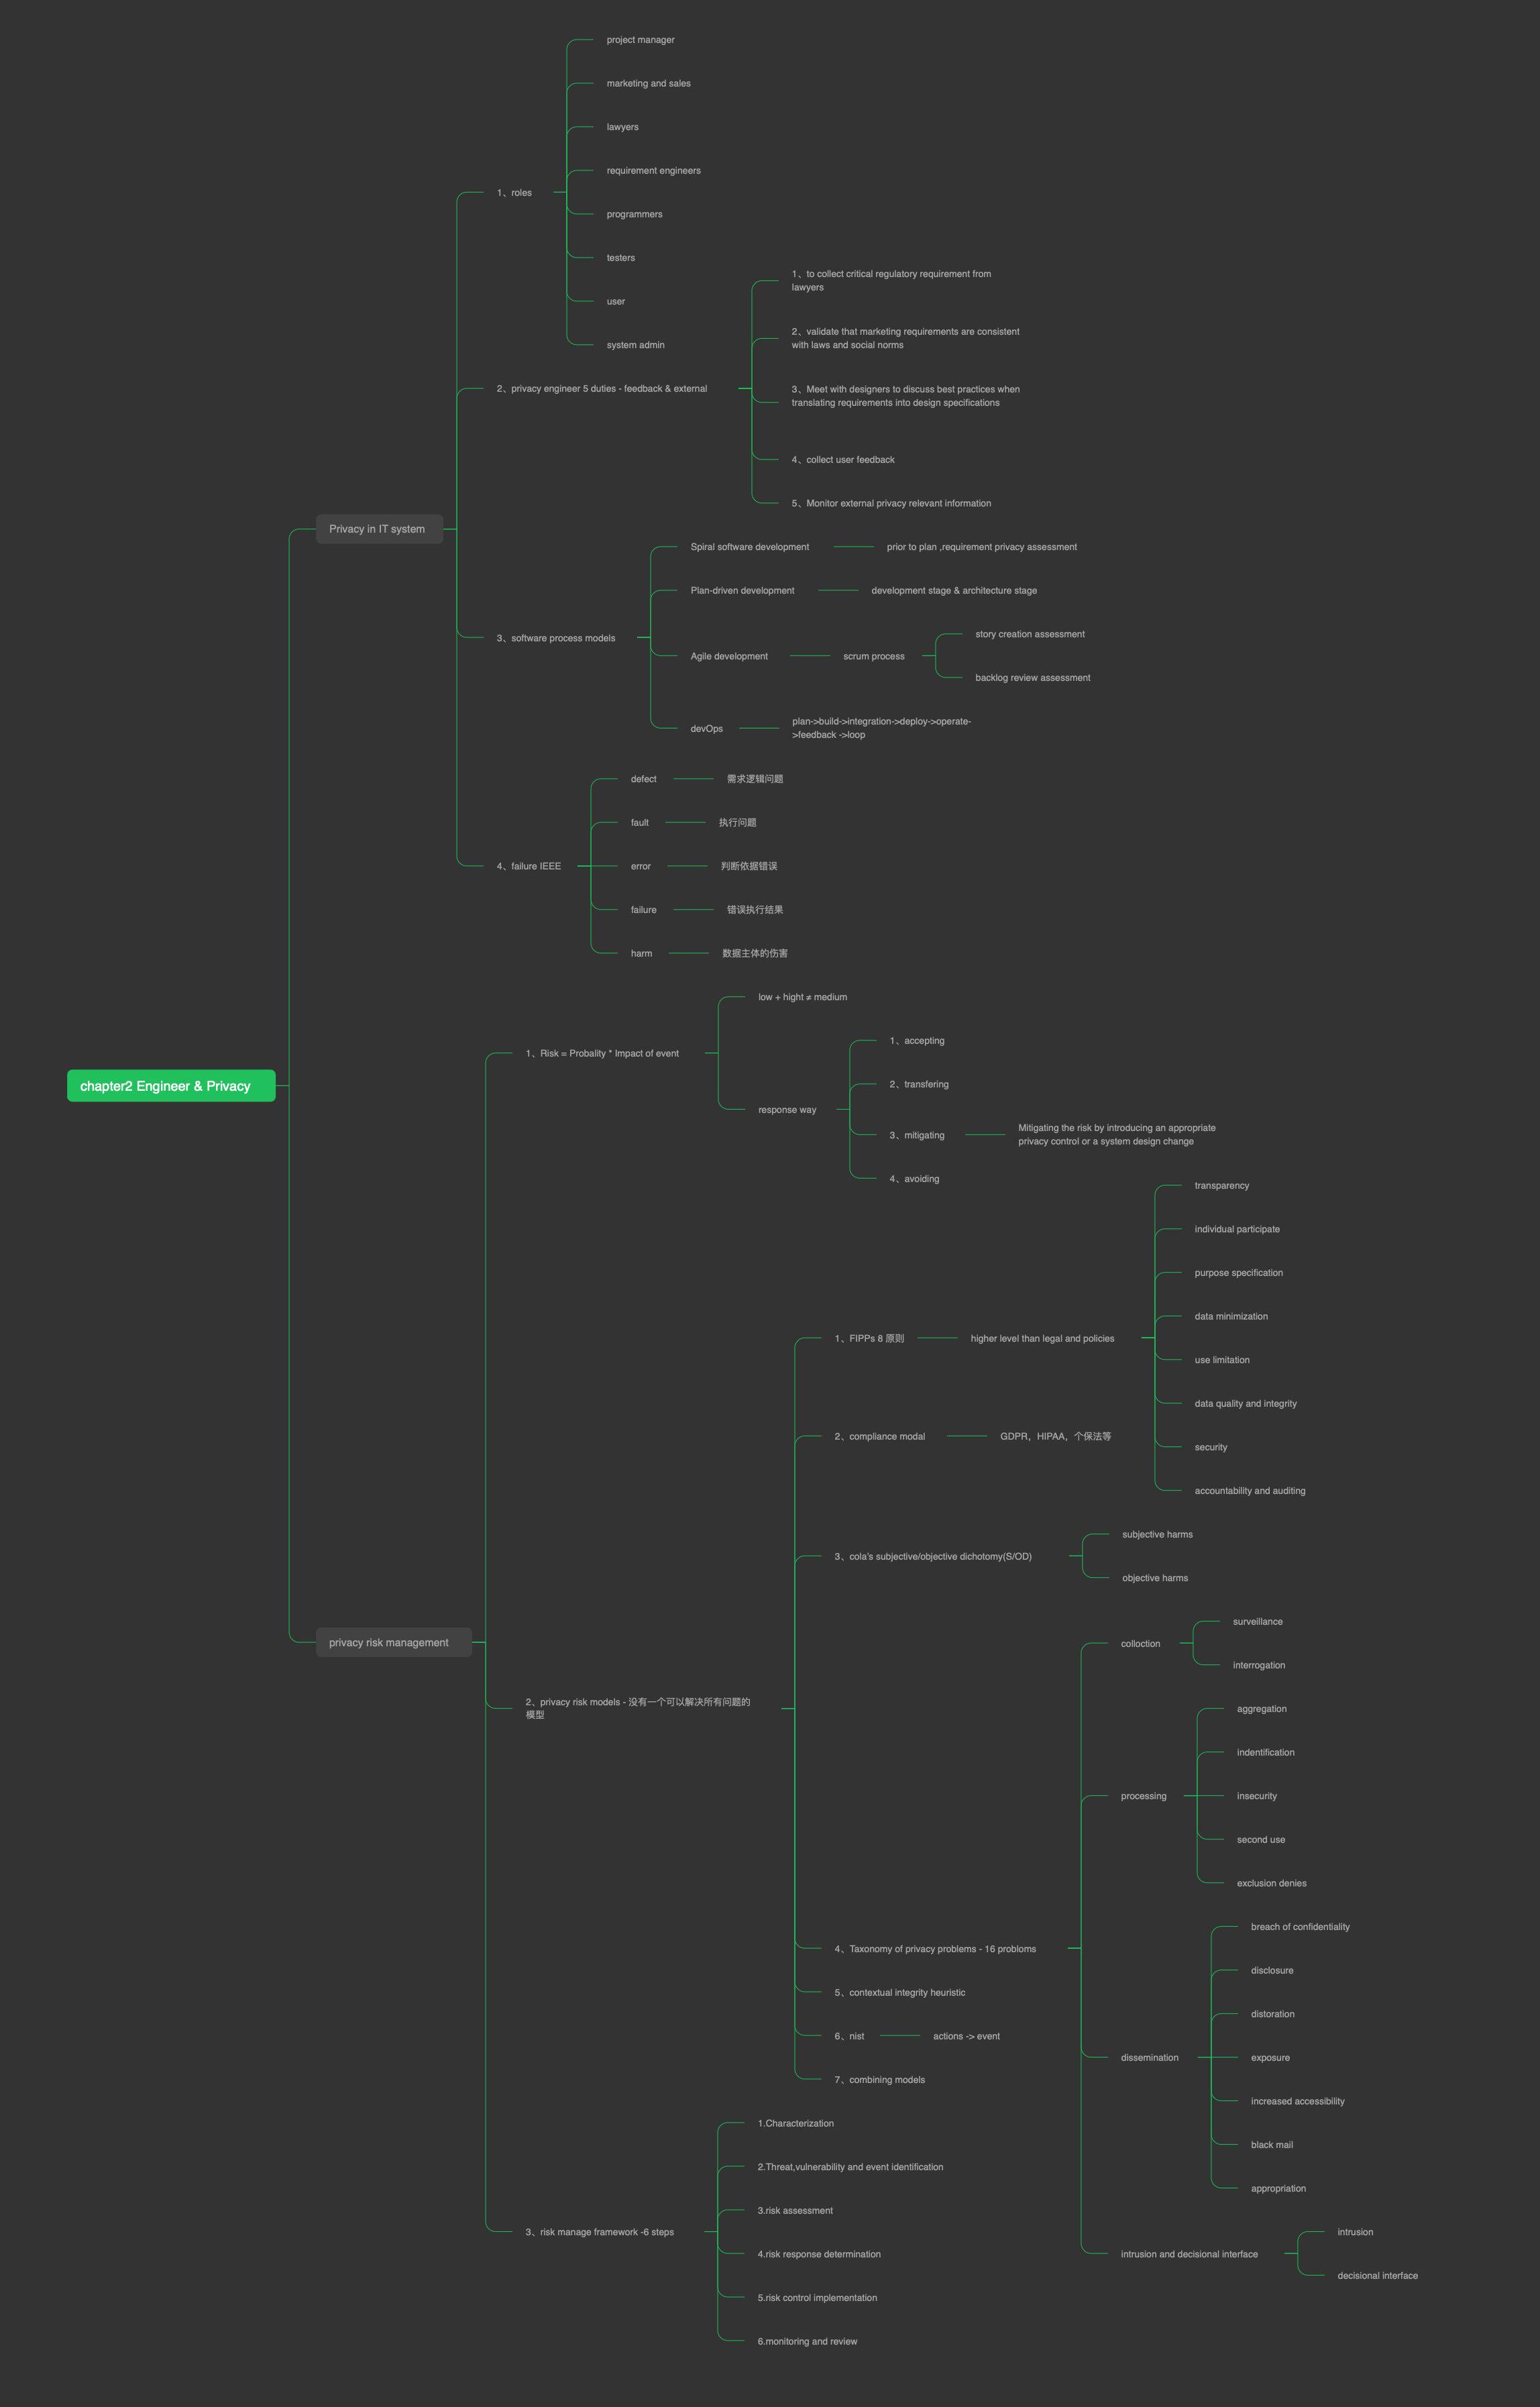 chapter2 Engineer & Privacy
Privacy in IT system
1、roles
project manager
marketing and sales
lawyers
requirement engineers
programmers
testers
user
system admin
2、privacy engineer 5 duties - feedback & external
1、to collect critical regulatory requirement from
lawyers
2、validate that marketing requirements are consistent
with laws and social norms
3、Meet with designers to discuss best practices when
translating requirements into design specifications
4、collect user feedback
5、Monitor external privacy relevant information
3、software process models
Spiral software development
prior to plan ,requirement privacy assessment
Plan-driven development
development stage & architecture stage
Agile development
scrum process
story creation assessment
backlog review assessment
devOps
plan->build->integration->deploy->operate-
>feedback ->loop
4、failure IEEE
defect
需求逻辑问题
fault
执行问题
error
判断依据错误
failure
错误执行结果
harm
数据主体的伤害
privacy risk management
1、Risk = Probality * Impact of event
low + hight ≠ medium
response way
1、accepting
2、transfering
3、mitigating
Mitigating the risk by introducing an appropriate
privacy control or a system design change
4、avoiding
2、privacy risk models - 没有一个可以解决所有问题的
模型
1、FIPPs 8 原则
higher level than legal and policies
transparency
individual participate
purpose specification
data minimization
use limitation
data quality and integrity
security
accountability and auditing
2、compliance modal
GDPR，HIPAA，个保法等
3、cola's subjective/objective dichotomy(S/OD)
subjective harms
objective harms
4、Taxonomy of privacy problems - 16 probloms
colloction
surveillance
interrogation
processing
aggregation
indentification
insecurity
second use
exclusion denies
dissemination
breach of confidentiality
disclosure
distoration
exposure
increased accessibility
black mail
appropriation
intrusion and decisional interface
intrusion
decisional interface
5、contextual integrity heuristic
6、nist
actions -> event
7、combining models
3、risk manage framework -6 steps
1.Characterization
2.Threat,vulnerability and event identification
3.risk assessment
4.risk response determination
5.risk control implementation
6.monitoring and review